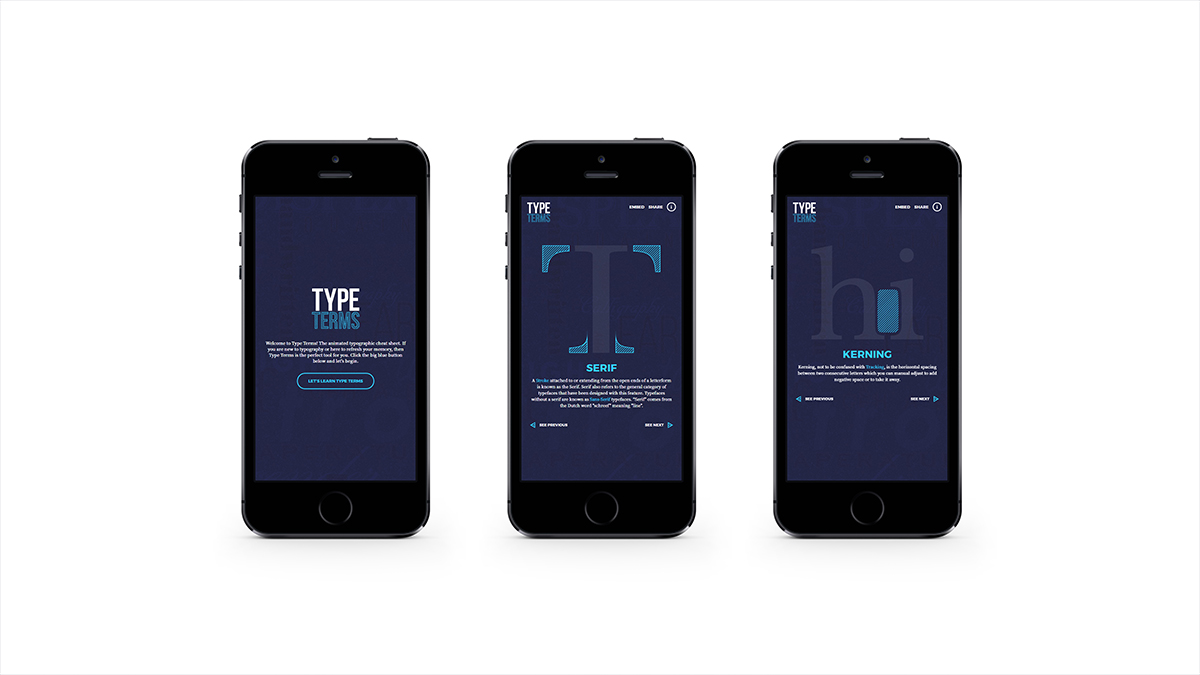 TYPE
TERMS
Welcome to Type Terms! The animated typographic cheat sheet. If
you are new to typography or here to refresh your memory, then
Type Terms is the perfect tool for you. Click the big blue button
below and let's begin.
LET'S LEARN TYPE TERMS
TYPE
TERMS
EMBED SHARE i
T
SERIF
A Stroke attached to or extending from the open ends of a letterform
is known as the Serif. Serif also refers to the general category of
typefaces that have been designed with this feature. Typefaces
without a serif are known as Sans Serif typefaces. "Serif" comes from
the Dutch word "schreef" meaning "line".
SEE PREVIOUS SEE NEXT
TYPE
TERMS
EMBED SHARE i
hi
KERNING
Kerning, not to be confused with Tracking, is the horizontal spacing
between two consecutive letters which you can manual adjust to add
negative space or to take it away.
SEE PREVIOUS SEE NEXT